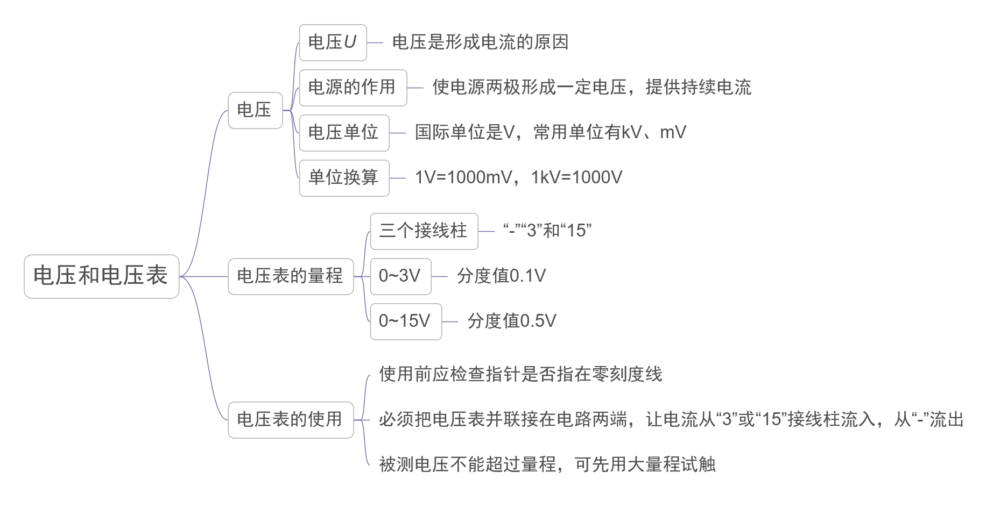 电压U
电压是形成电流的原因
电源的作用
使电源两极形成一定电压，提供持续电流
电压
电压单位
国际单位是V，常用单位有kV、mV
单位换算
1V=1000mV，1kV=1000V
三个接线柱
“-”“3”和“15”
电压和电压表
电压表的量程
0~3V
分度值0.1V
0~15V
分度值0.5V
使用前应检查指针是否指在零刻度线
电压表的使用
必须把电压表并联接在电路两端，让电流从“3”或“15”接线柱流入，从“-”流出
被测电压不能超过量程，可先用大量程试触